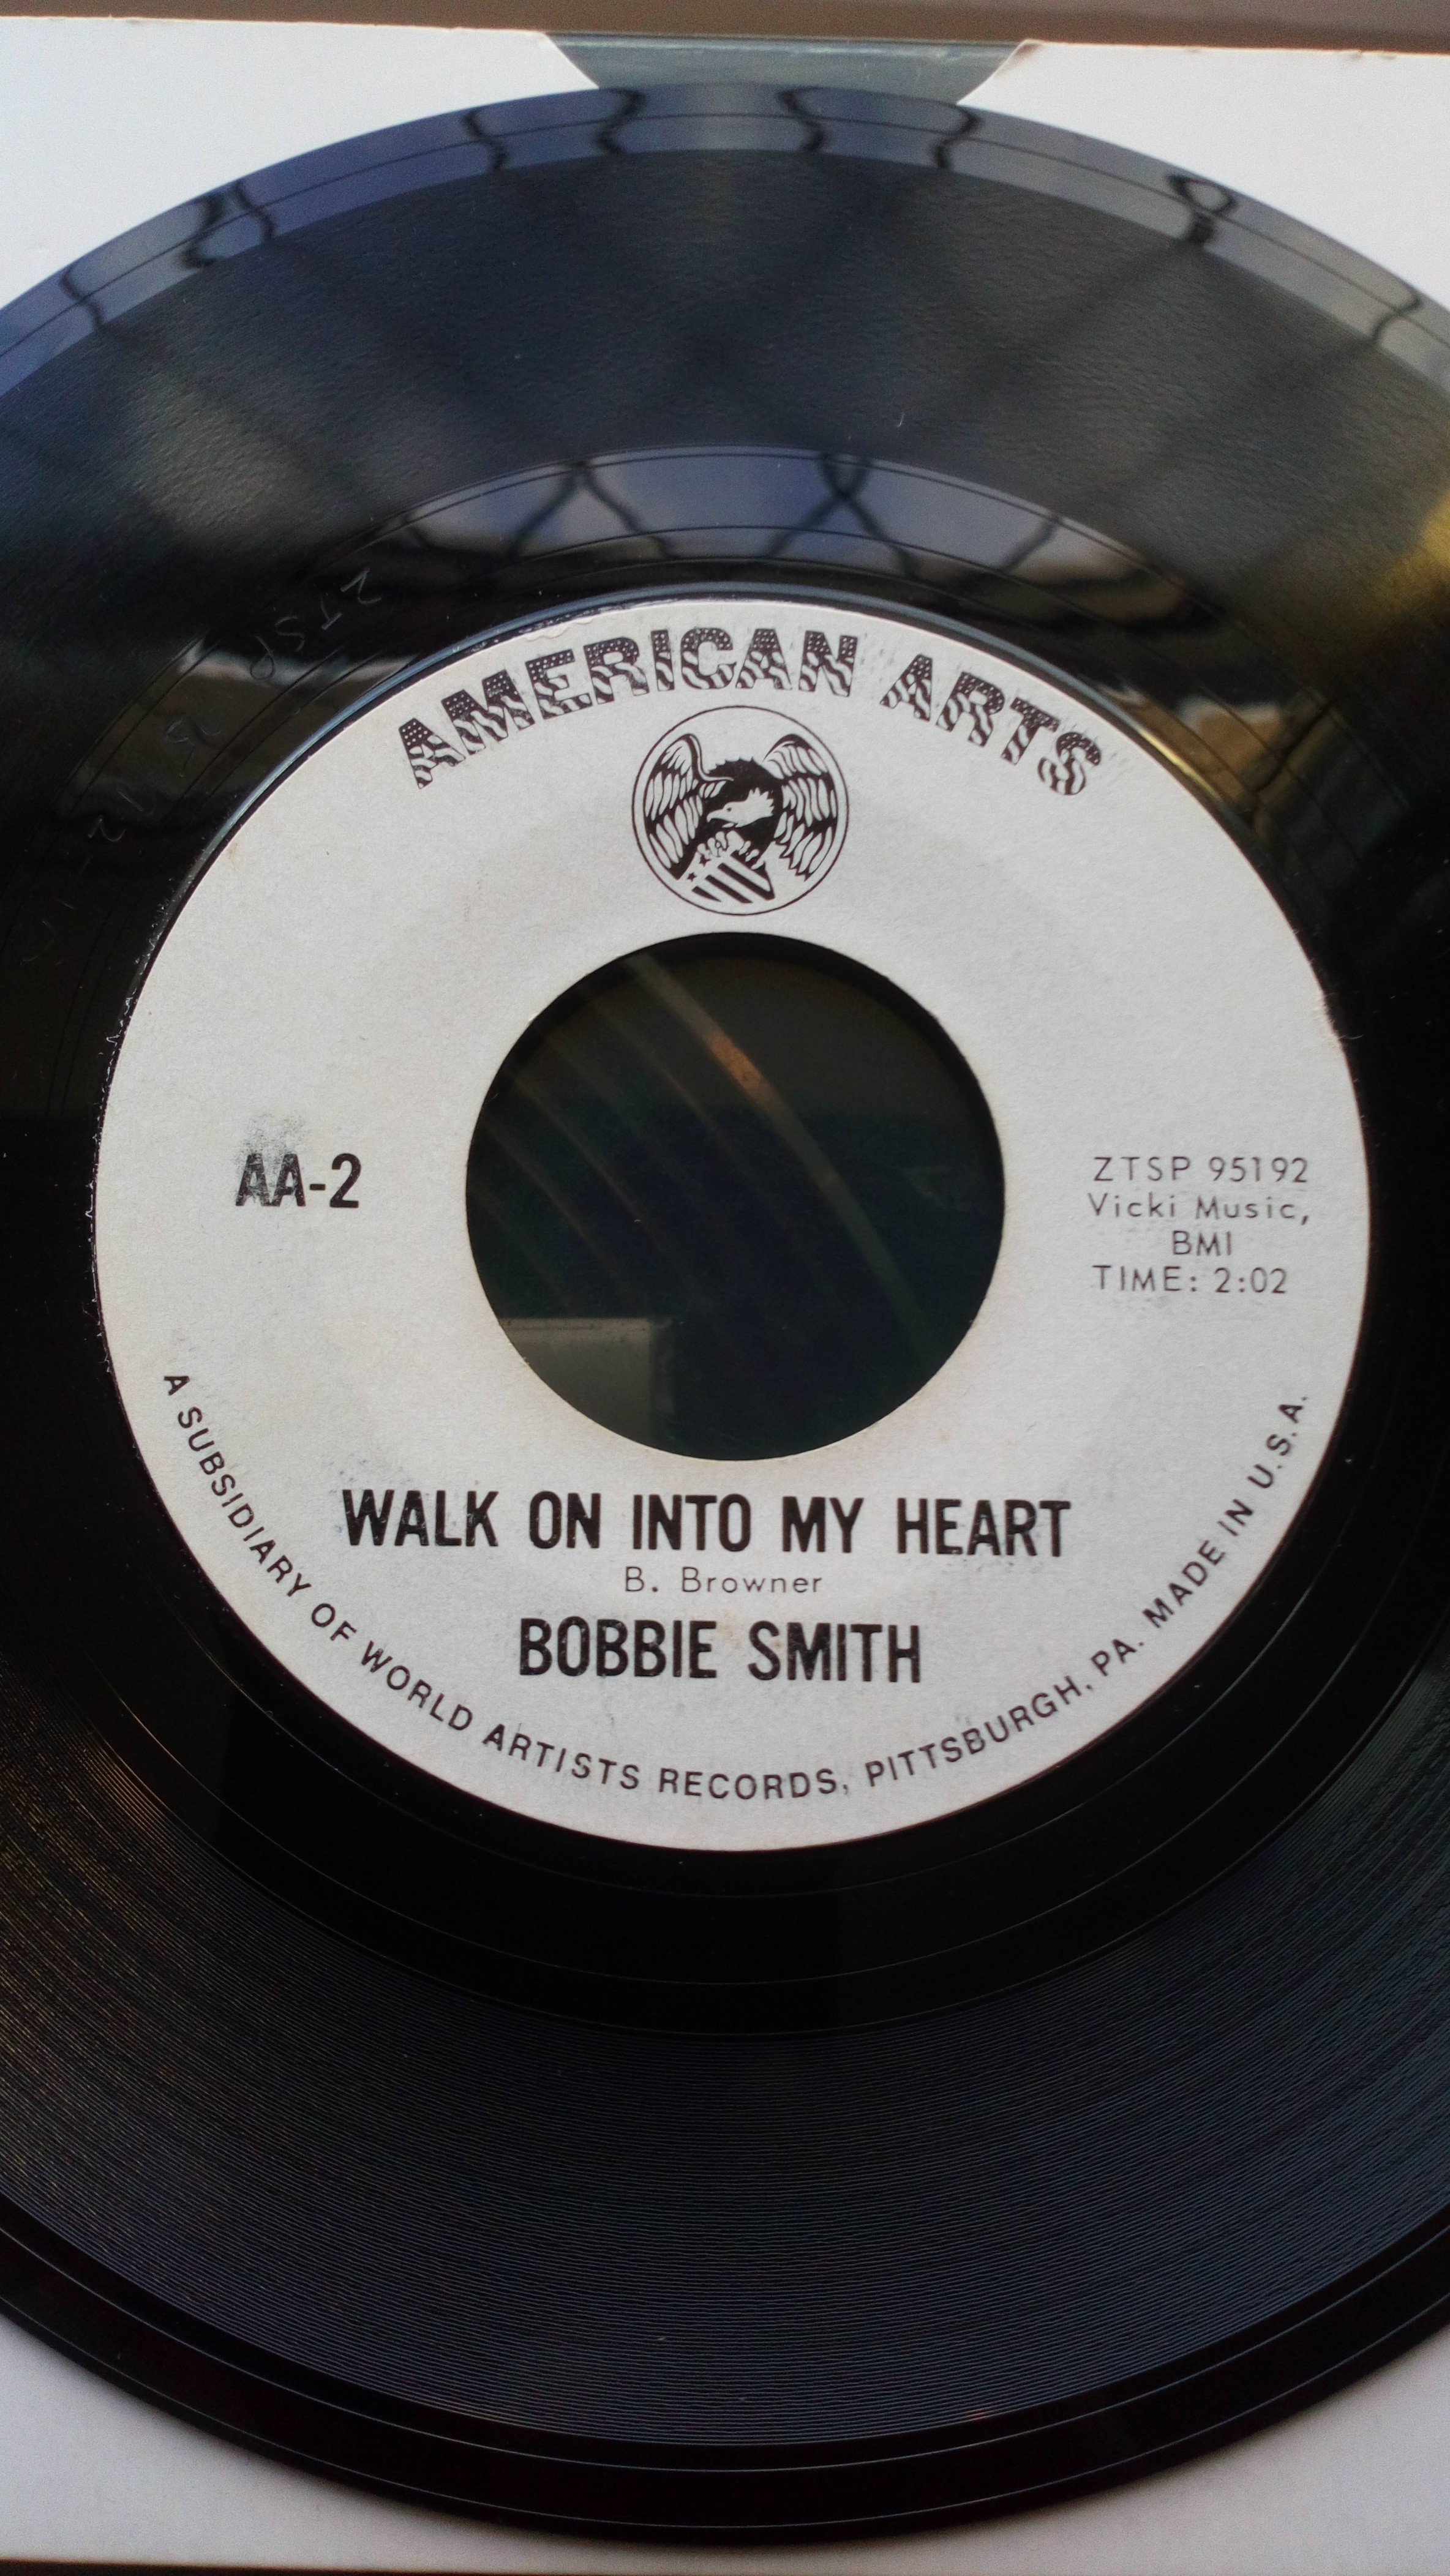 AMERICAN ARTS
AA-2
ZTSP 95192
Vicki Music,
BMI
TIME: 2:02
WALK ON INTO MY HEART
B. Browner
BOBBIE SMITH
A SUBSIDIARY OF WORLD ARTISTS RECORDS, PITTSBURGH, PA. MADE IN U.S.A.
ZTSP